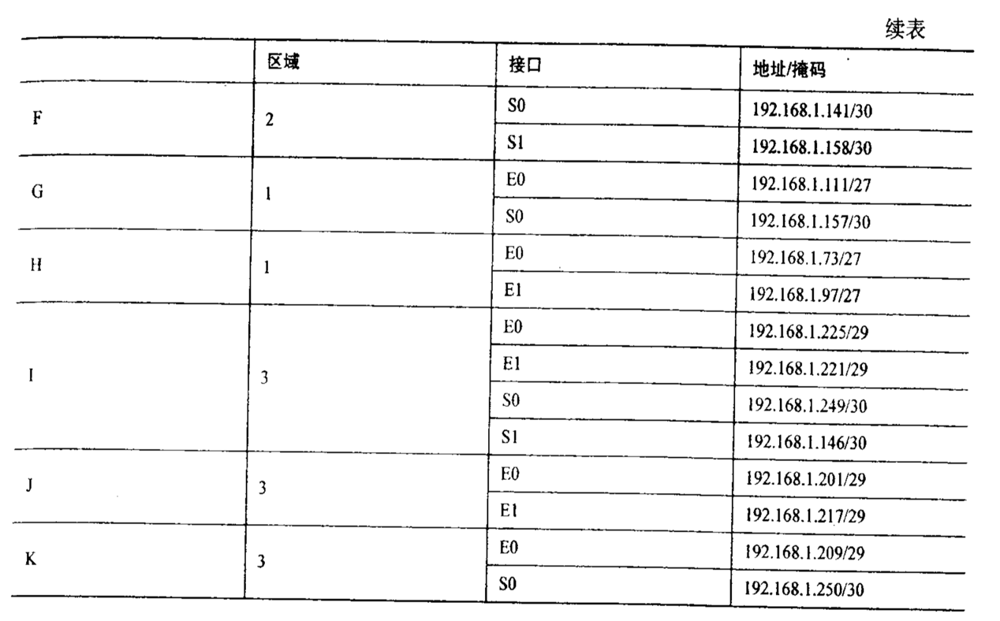 续表
区域 接口 地址/掩码
F 2 S0 192.168.1.141/30
S1 192.168.1.158/30
G 1 E0 192.168.1.111/27
S0 192.168.1.157/30
H 1 E0 192.168.1.73/27
E1 192.168.1.97/27
I 3 E0 192.168.1.225/29
E1 192.168.1.221/29
S0 192.168.1.249/30
S1 192.168.1.146/30
J 3 E0 192.168.1.201/29
E1 192.168.1.217/29
K 3 E0 192.168.1.209/29
S0 192.168.1.250/30